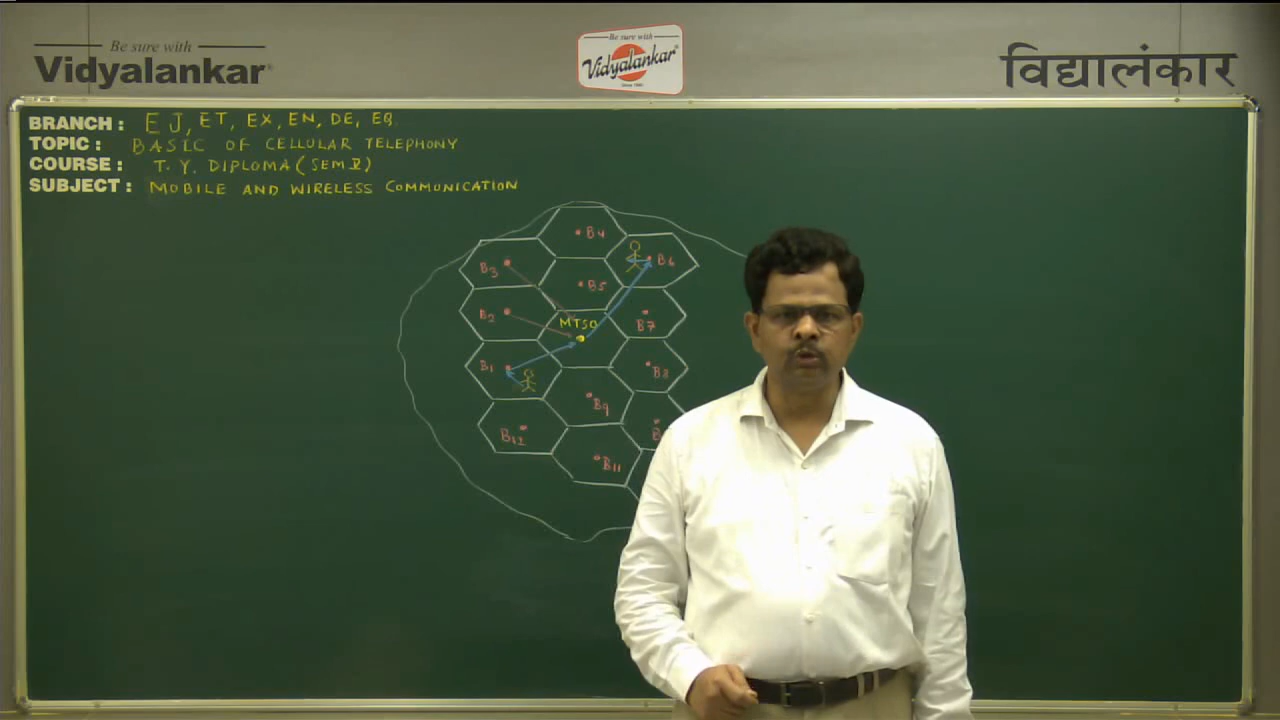 Be sure with
Vidyalankar
Be sure with
Vidyalankar
Since 1960
विद्यालंकार
BRANCH : EJ, ET, EX, EN, DE, EQ.
TOPIC : BASIC OF CELLULAR TELEPHONY
COURSE : T. Y. DIPLOMA (SEM V)
SUBJECT : MOBILE AND WIRELESS COMMUNICATION
B4
B3
B6
B5
B2
MTSO
B7
B1
B8
B9
B12
B11